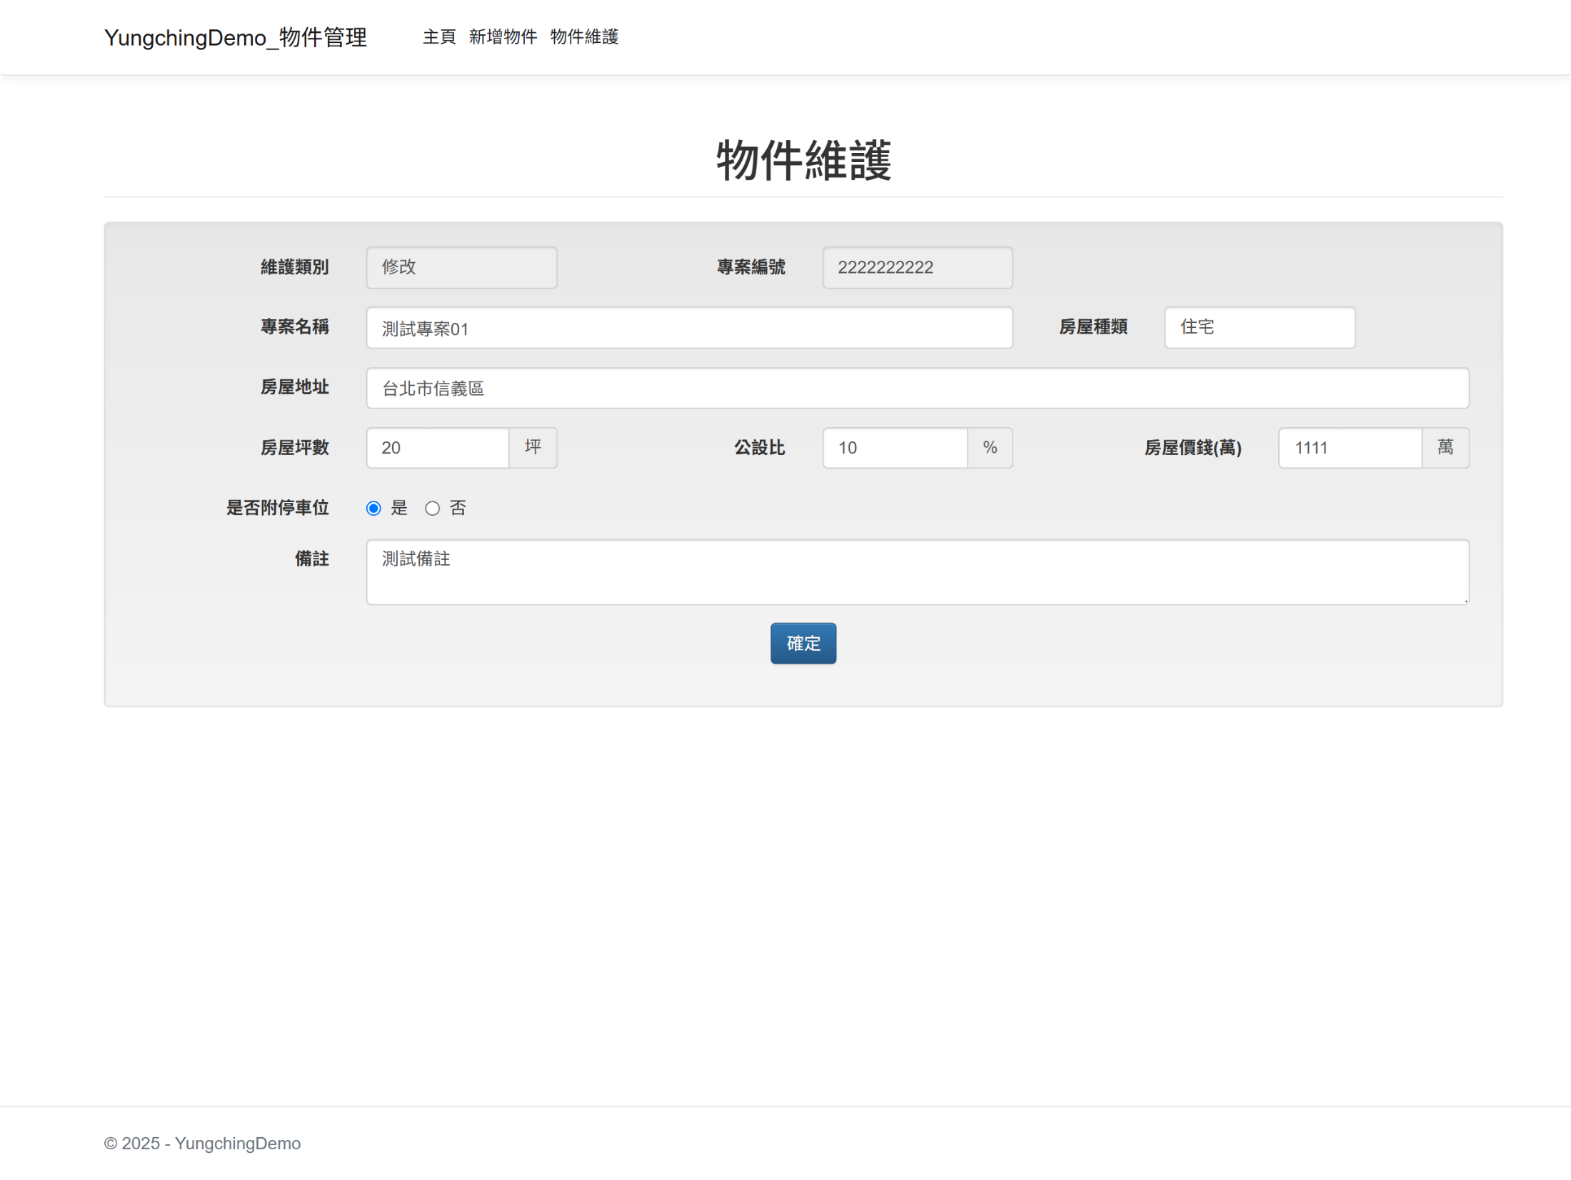 YungchingDemo_物件管理 主頁 新增物件 物件維護
物件維護
維護類別 修改 專案編號 2222222222
專案名稱 測試專案01 房屋種類 住宅
房屋地址 台北市信義區
房屋坪數 20 坪 公設比 10 % 房屋價錢(萬) 1111 萬
是否附停車位 是 否
備註 測試備註
確定
© 2025 - YungchingDemo